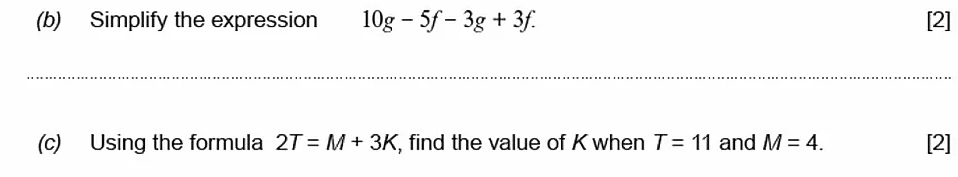 (b) Simplify the expression 10g – 5f – 3g + 3f. [2]
(c) Using the formula 2T = M + 3K, find the value of K when T = 11 and M = 4. [2]